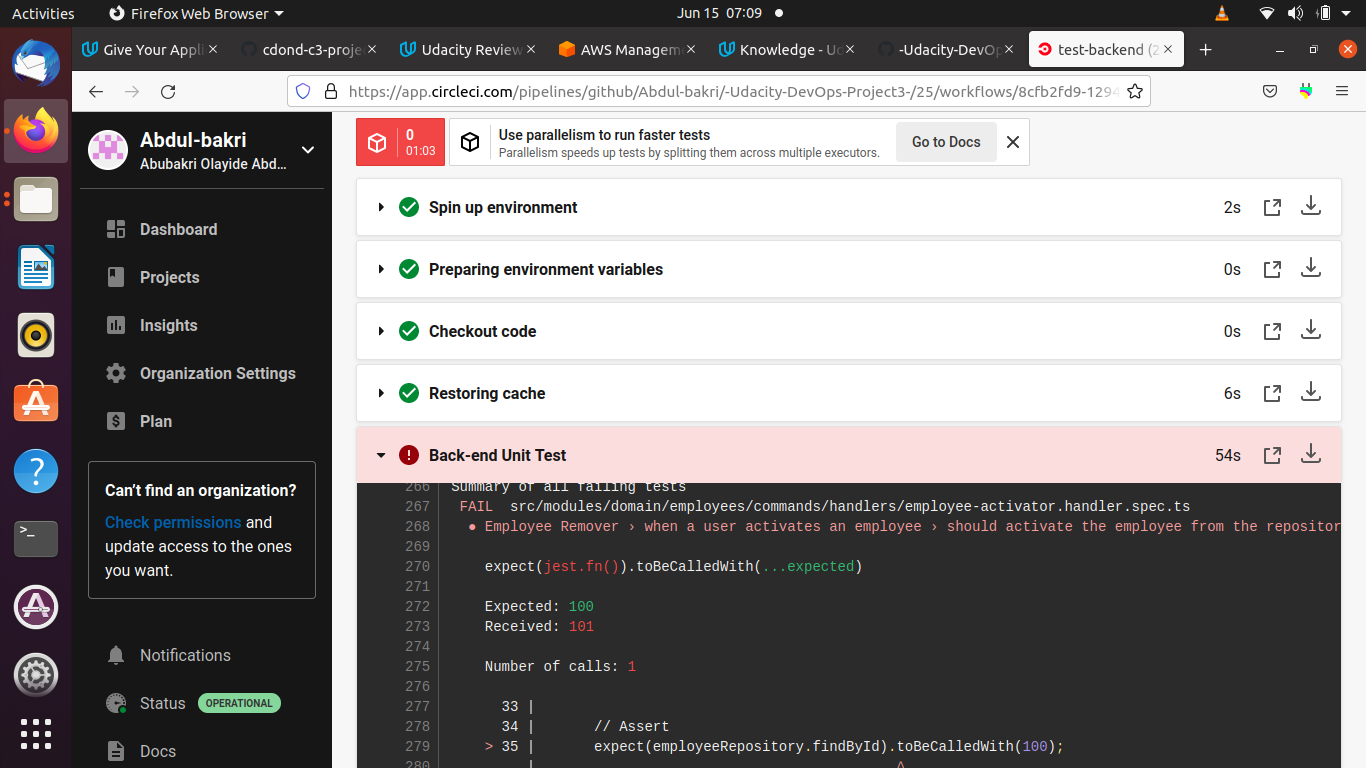 Activities
Firefox Web Browser
Jun 15 07:09
Give Your Appli
cdond-c3-proje
Udacity Review
AWS Managem
Knowledge - Ud
-Udacity-DevOp
test-backend (2
https://app.circleci.com/pipelines/github/Abdul-bakri/-Udacity-DevOps-Project3-/25/workflows/8cfb2fd9-1294
Abdul-bakri
Abubakri Olayide Abd...
Dashboard
Projects
Insights
Organization Settings
Plan
Can't find an organization?
Check permissions and
update access to the ones
you want.
Notifications
Status
OPERATIONAL
Docs
0
01:03
Use parallelism to run faster tests
Parallelism speeds up tests by splitting them across multiple executors.
Go to Docs
Spin up environment
2s
Preparing environment variables
0s
Checkout code
0s
Restoring cache
6s
Back-end Unit Test
54s
266 Summary of all failing tests
267 FAIL src/modules/domain/employees/commands/handlers/employee-activator.handler.spec.ts
268 ● Employee Remover › when a user activates an employee › should activate the employee from the repositor
269
270 expect(jest.fn()).toBeCalledWith(...expected)
271
272 Expected: 100
273 Received: 101
274
275 Number of calls: 1
276
277 33 |
278 34 | // Assert
279 > 35 | expect(employeeRepository.findById).toBeCalledWith(100);
280 | ^